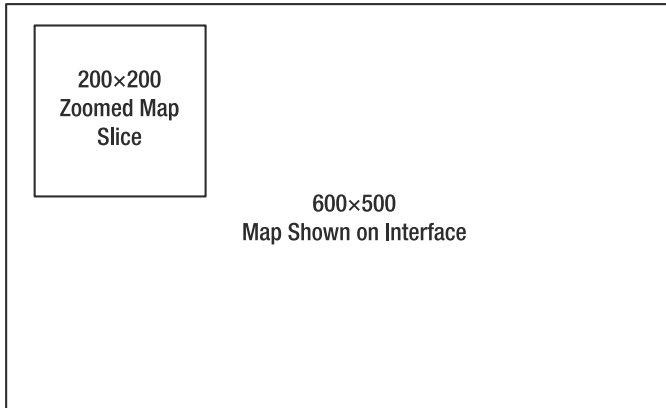 200×200
Zoomed Map
Slice
600×500
Map Shown on Interface